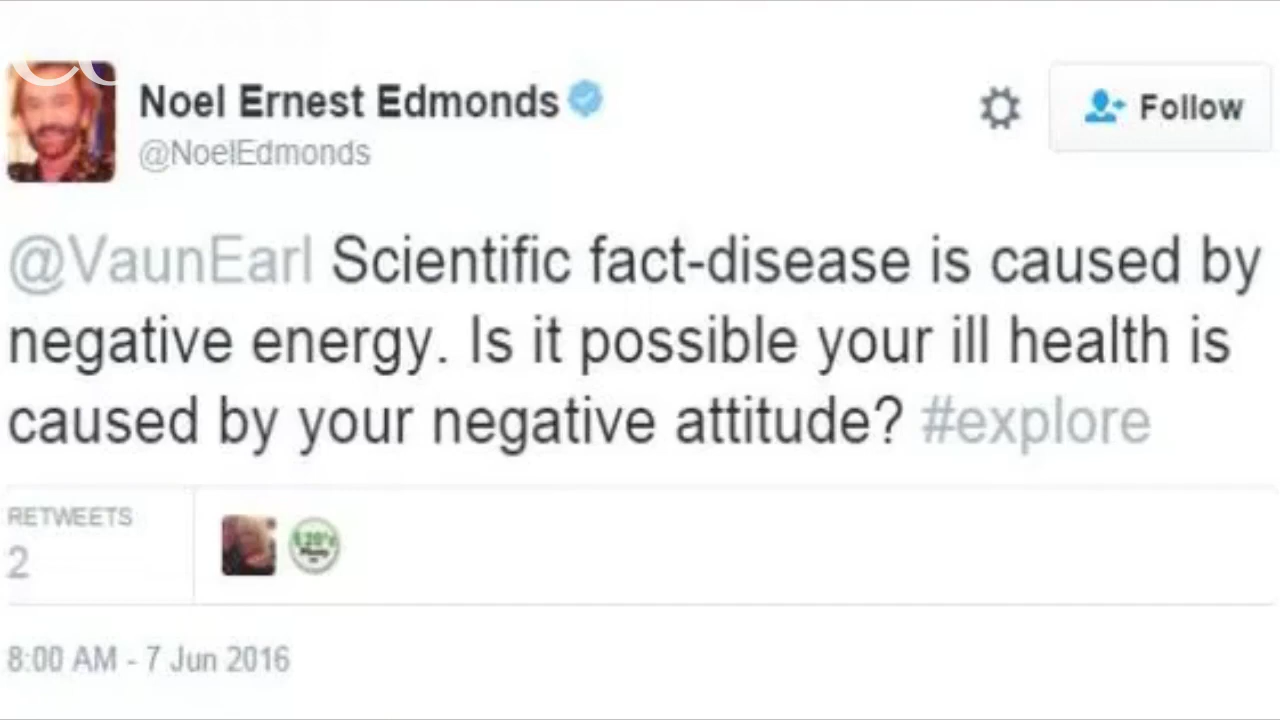 Noel Ernest Edmonds
@NoelEdmonds
Follow
@VaunEarl Scientific fact-disease is caused by
negative energy. Is it possible your ill health is
caused by your negative attitude? #explore
RETWEETS
2
8:00 AM - 7 Jun 2016